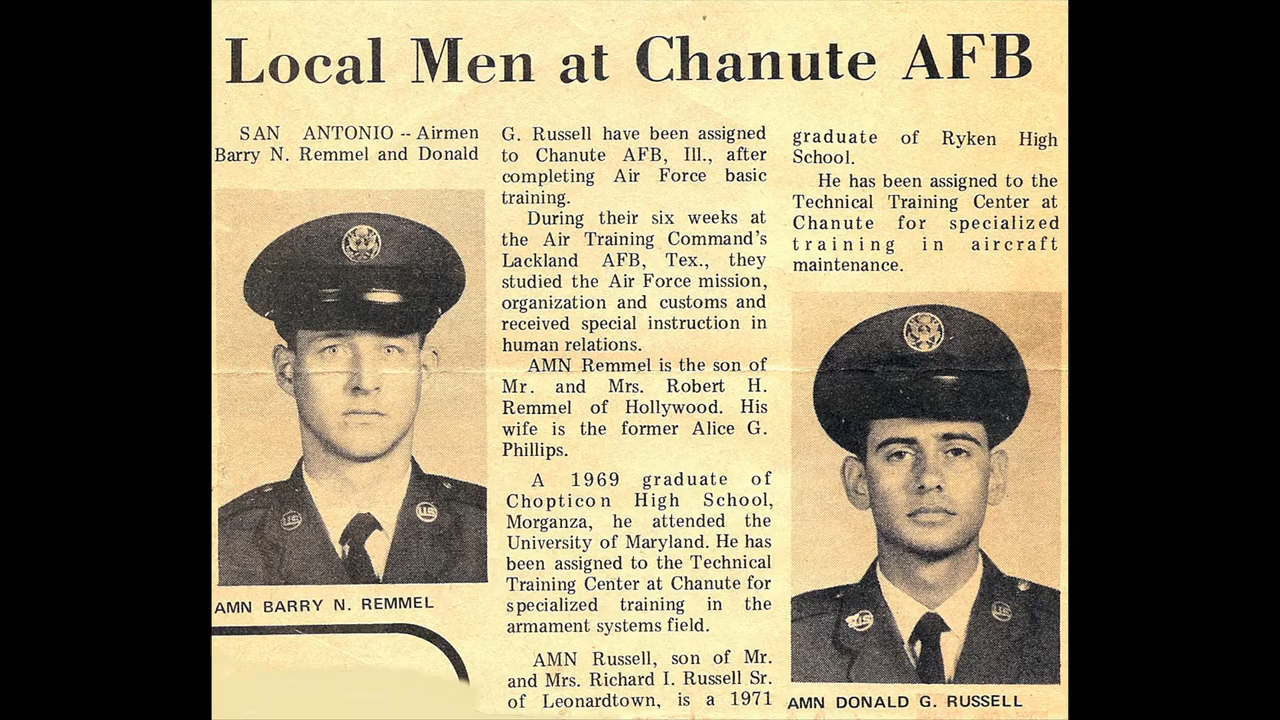 Local Men at Chanute AFB
SAN ANTONIO -- Airmen
Barry N. Remmel and Donald
AMN BARRY N. REMMEL
G. Russell have been assigned
to Chanute AFB, Ill., after
completing Air Force basic
training.
During their six weeks at
the Air Training Command's
Lackland AFB, Tex., they
studied the Air Force mission,
organization and customs and
received special instruction in
human relations.
AMN Remmel is the son of
Mr. and Mrs. Robert H.
Remmel of Hollywood. His
wife is the former Alice G.
Phillips.
A 1969 graduate of
Chopticon High School,
Morganza, he attended the
University of Maryland. He has
been assigned to the Technical
Training Center at Chanute for
specialized training in the
armament systems field.
AMN Russell, son of Mr.
and Mrs. Richard I. Russell Sr.
of Leonardtown, is a 1971
graduate of Ryken High
School.
He has been assigned to the
Technical Training Center at
Chanute for specialized
training in aircraft
maintenance.
US
US
US
US
AMN DONALD G. RUSSELL